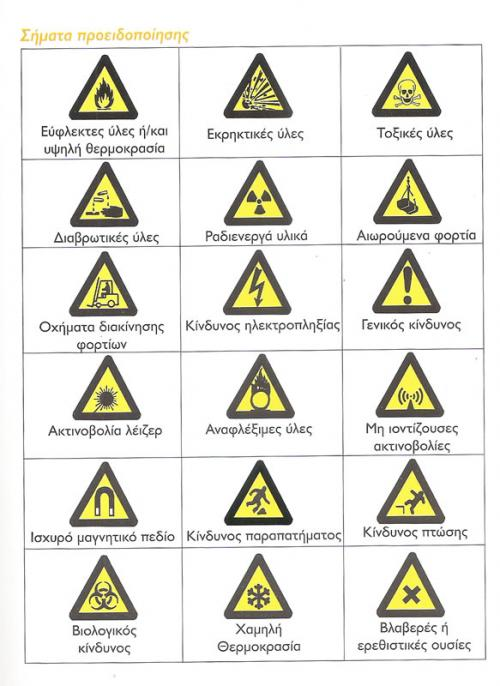 Σήματα προειδοποίησης
Εύφλεκτες ύλες ή/και
υψηλή θερμοκρασία
Εκρηκτικές ύλες
Τοξικές ύλες
Διαβρωτικές ύλες
Ραδιενεργά υλικά
Αιωρούμενα φορτία
Οχήματα διακίνησης
φορτίων
Κίνδυνος ηλεκτροπληξίας
Γενικός κίνδυνος
Ακτινοβολία λέιζερ
Αναφλέξιμες ύλες
Μη ιοντίζουσες
ακτινοβολίες
Ισχυρό μαγνητικό πεδίο
Κίνδυνος παραπατήματος
Κίνδυνος πτώσης
Βιολογικός
κίνδυνος
Χαμηλή
Θερμοκρασία
Βλαβερές ή
ερεθιστικές ουσίες